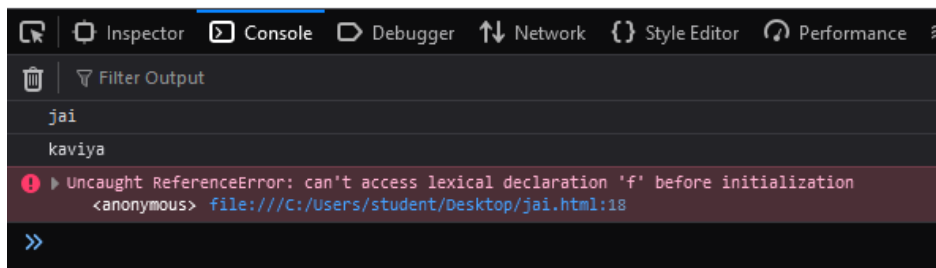 Inspector Console Debugger Network {} Style Editor Performance
Filter Output
jai
kaviya
Uncaught ReferenceError: can't access lexical declaration 'f' before initialization
<anonymous> file:///C:/Users/student/Desktop/jai.html:18